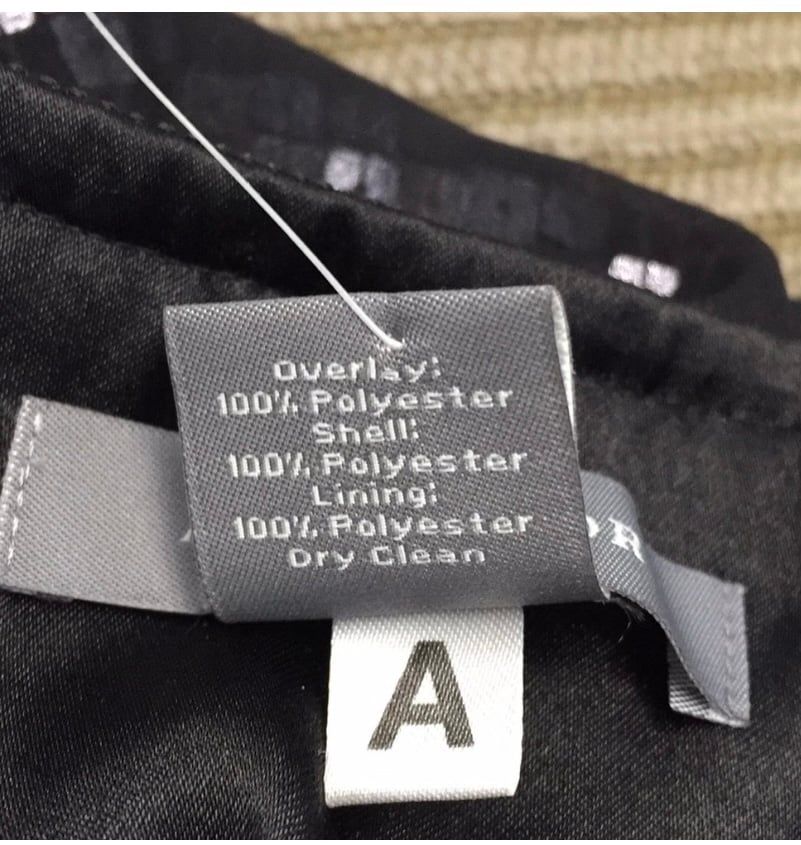 Overlay:
100% Polyester
Shell:
100% Polyester
Lining:
100% Polyester
Dry Clean
A